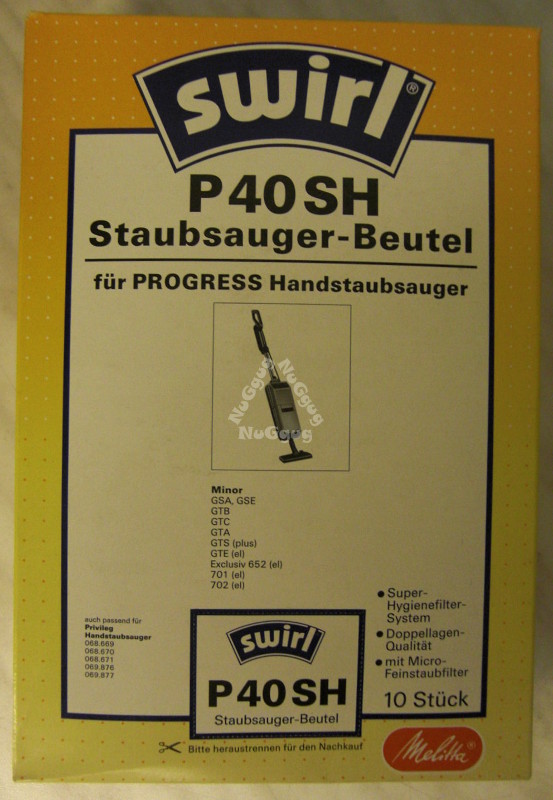 swirl®
P40SH
Staubsauger-Beutel
für PROGRESS Handstaubsauger
NuGgug NuGgug
NuGgug
Minor
GSA, GSE
GTB
GTC
GTA
GTS (plus)
GTE (el)
Exclusiv 652 (el)
701 (el)
702 (el)
auch passend für
Privileg
Handstaubsauger
068.669
068.670
068.671
069.876
069.877
swirl
P40SH
Staubsauger-Beutel
• Super-
Hygienefilter-
System
• Doppellagen-
Qualität
• mit Micro-
Feinstaubfilter
10 Stück
Bitte heraustrennen für den Nachkauf
Melitta®